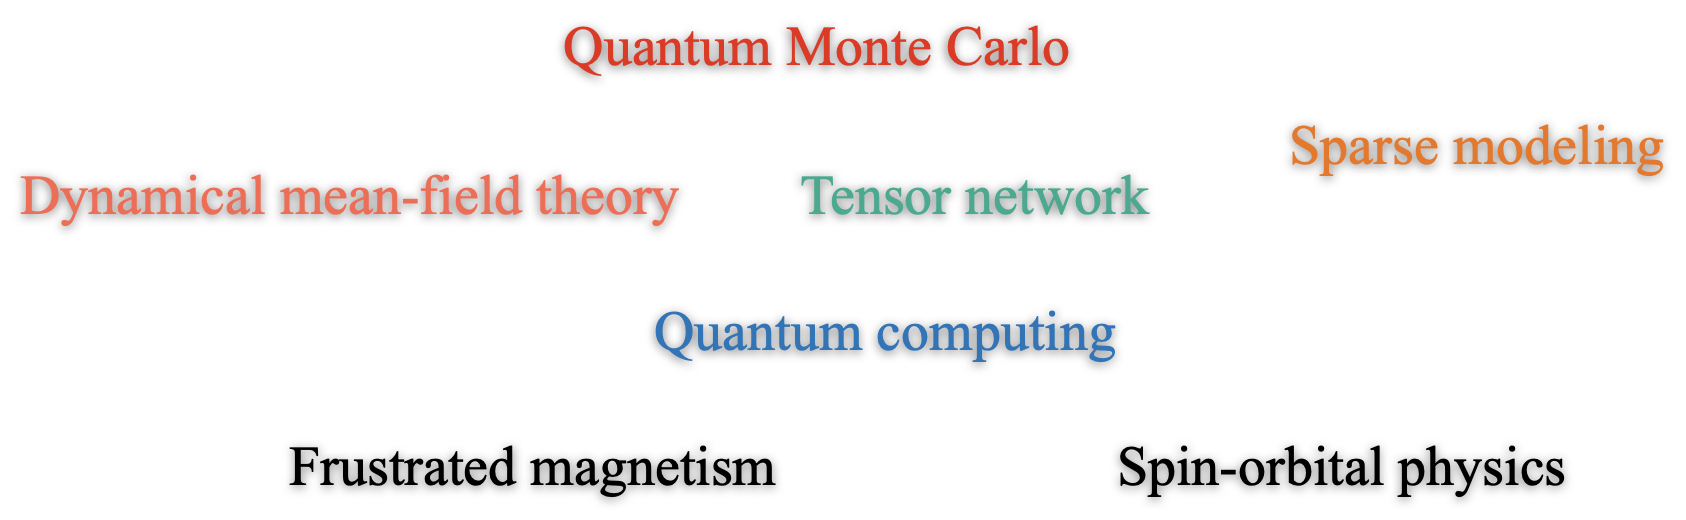 Quantum Monte Carlo
Sparse modeling
Dynamical mean-field theory
Tensor network
Quantum computing
Frustrated magnetism
Spin-orbital physics